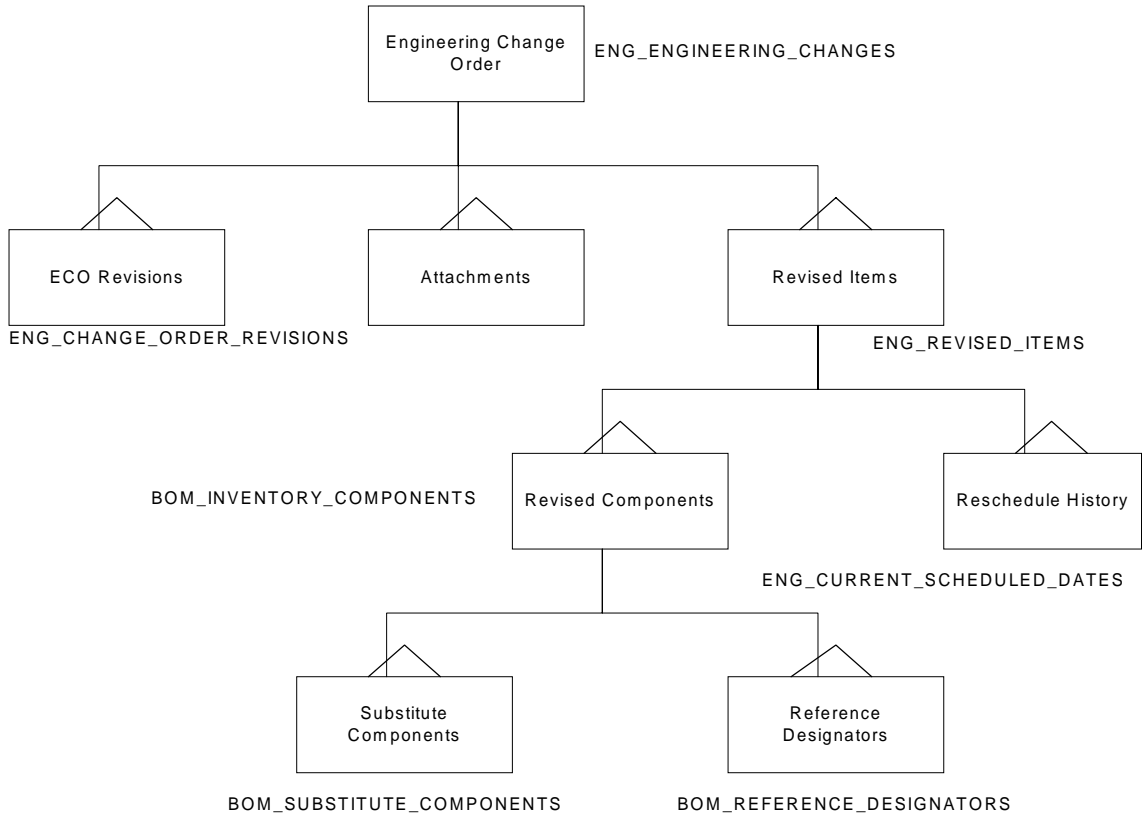 Engineering Change
Order
ENG_ENGINEERING_CHANGES
ECO Revisions
Attachments
Revised Items
ENG_CHANGE_ORDER_REVISIONS
ENG_REVISED_ITEMS
BOM_INVENTORY_COMPONENTS
Revised Components
Reschedule History
ENG_CURRENT_SCHEDULED_DATES
Substitute
Components
Reference
Designators
BOM_SUBSTITUTE_COMPONENTS
BOM_REFERENCE_DESIGNATORS